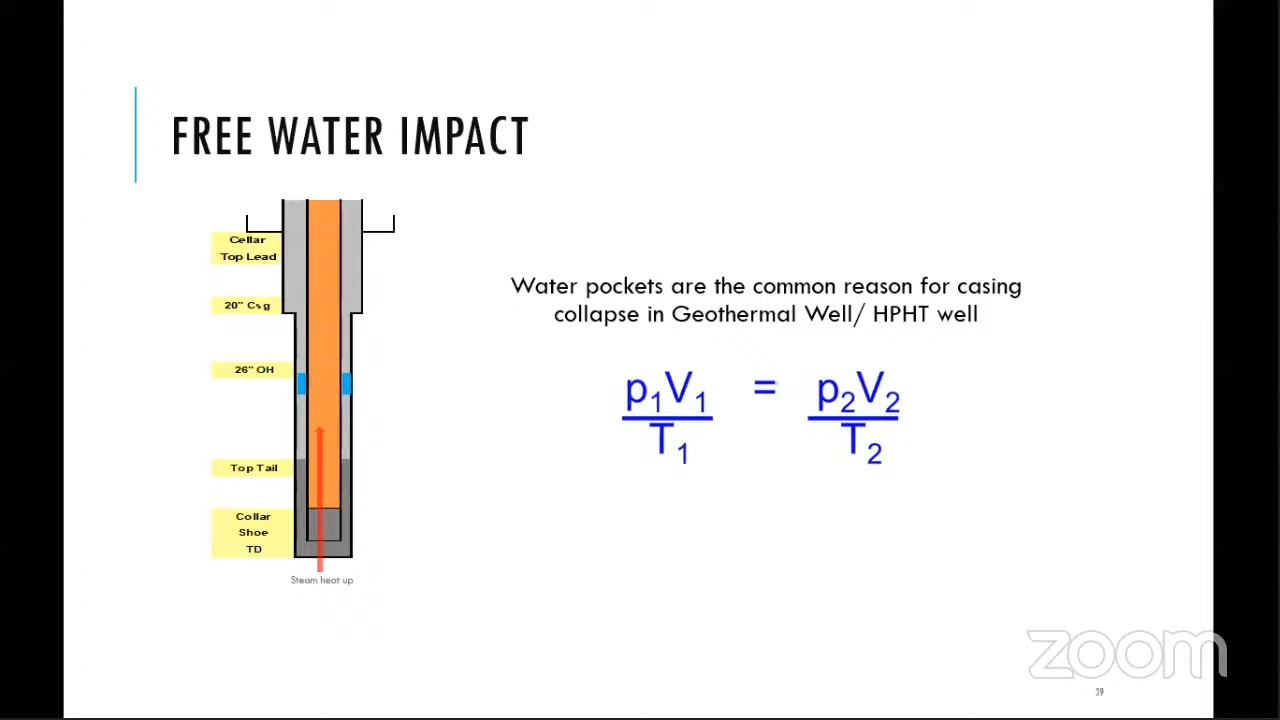 FREE WATER IMPACT
Cellar
Top Lead
20" Csg
26" OH
Top Tail
Collar
Shoe
TD
Steam heat up
Water pockets are the common reason for casing
collapse in Geothermal Well/ HPHT well
p₁V₁ = p₂V₂
T₁ T₂
zoom
39